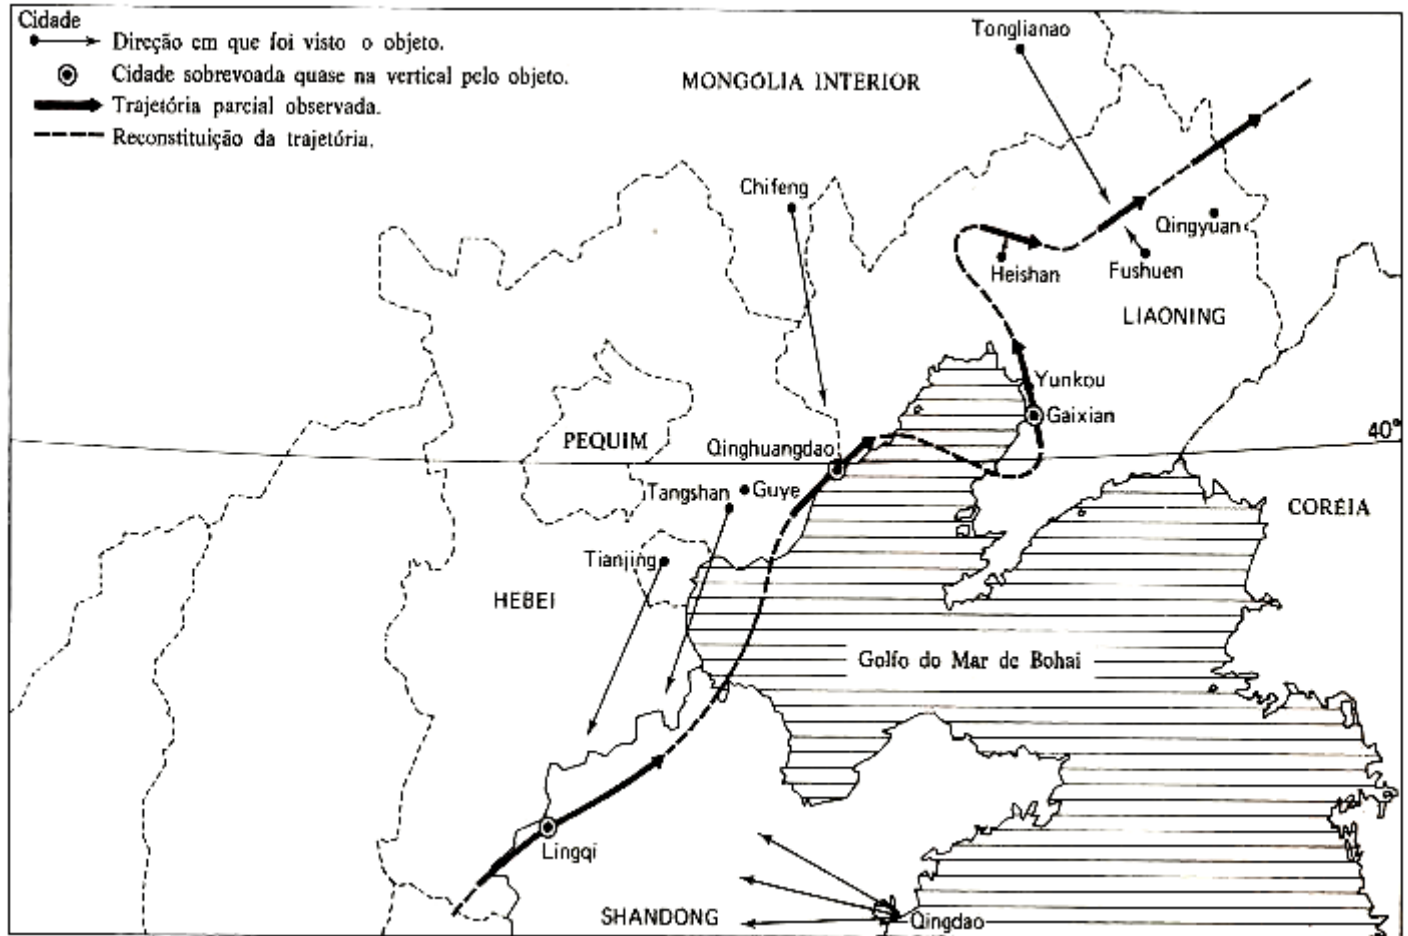 Cidade
Direção em que foi visto o objeto.
Cidade sobrevoada quase na vertical pelo objeto.
Trajetória parcial observada.
Reconstituição da trajetória.
Tonglianao
MONGÓLIA INTERIOR
Chifeng
Qingyuan
Heishan
Fushuen
LIAONING
Yunkou
Gaixian
40°
PEQUIM
Qinghuangdao
Tangshan
Guye
CORÉIA
Tianjing
HEBEI
Golfo do Mar de Bohai
Lingqi
SHANDONG
Qingdao